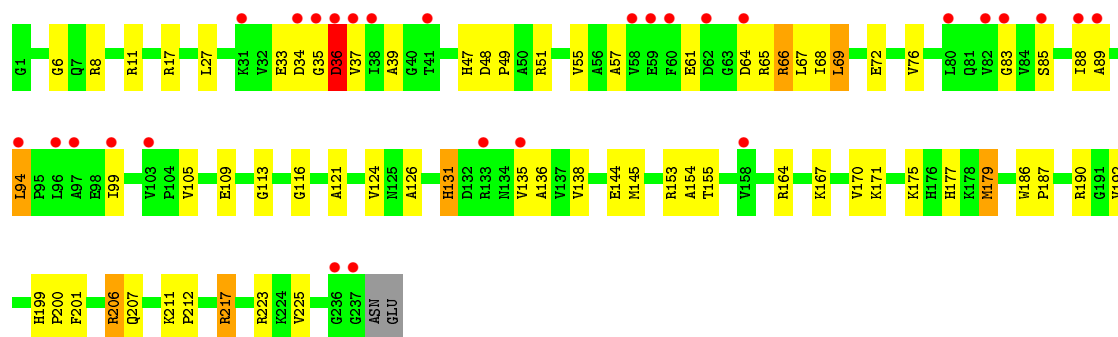 G1 G6 Q7 R8 R11 R17 L27 K31 V32 E33 D34 G35 D36 V37 I38 A39 G40 T41 H47 D48 P49 A50 R51 V55 A56 A57 V58 E59 F60 E61 D62 G63 D64 R65 R66 L67 I68 L69 E72 V76 L80 Q81 V82 G83 V84 S85 I88 A89
L94 P95 L96 A97 E98 I99 V103 P104 V105 E109 G113 G116 A121 V124 N125 A126 H131 D132 R133 N134 V135 A136 V137 V138 E144 M145 R153 A154 T155 V158 R164 K167 V170 K171 K175 H176 H177 K178 M179 W186 P187 R190 G191 V192
H199 P200 F201 R206 Q207 K211 P212 R217 R223 K224 V225 G236 G237 ASN GLU